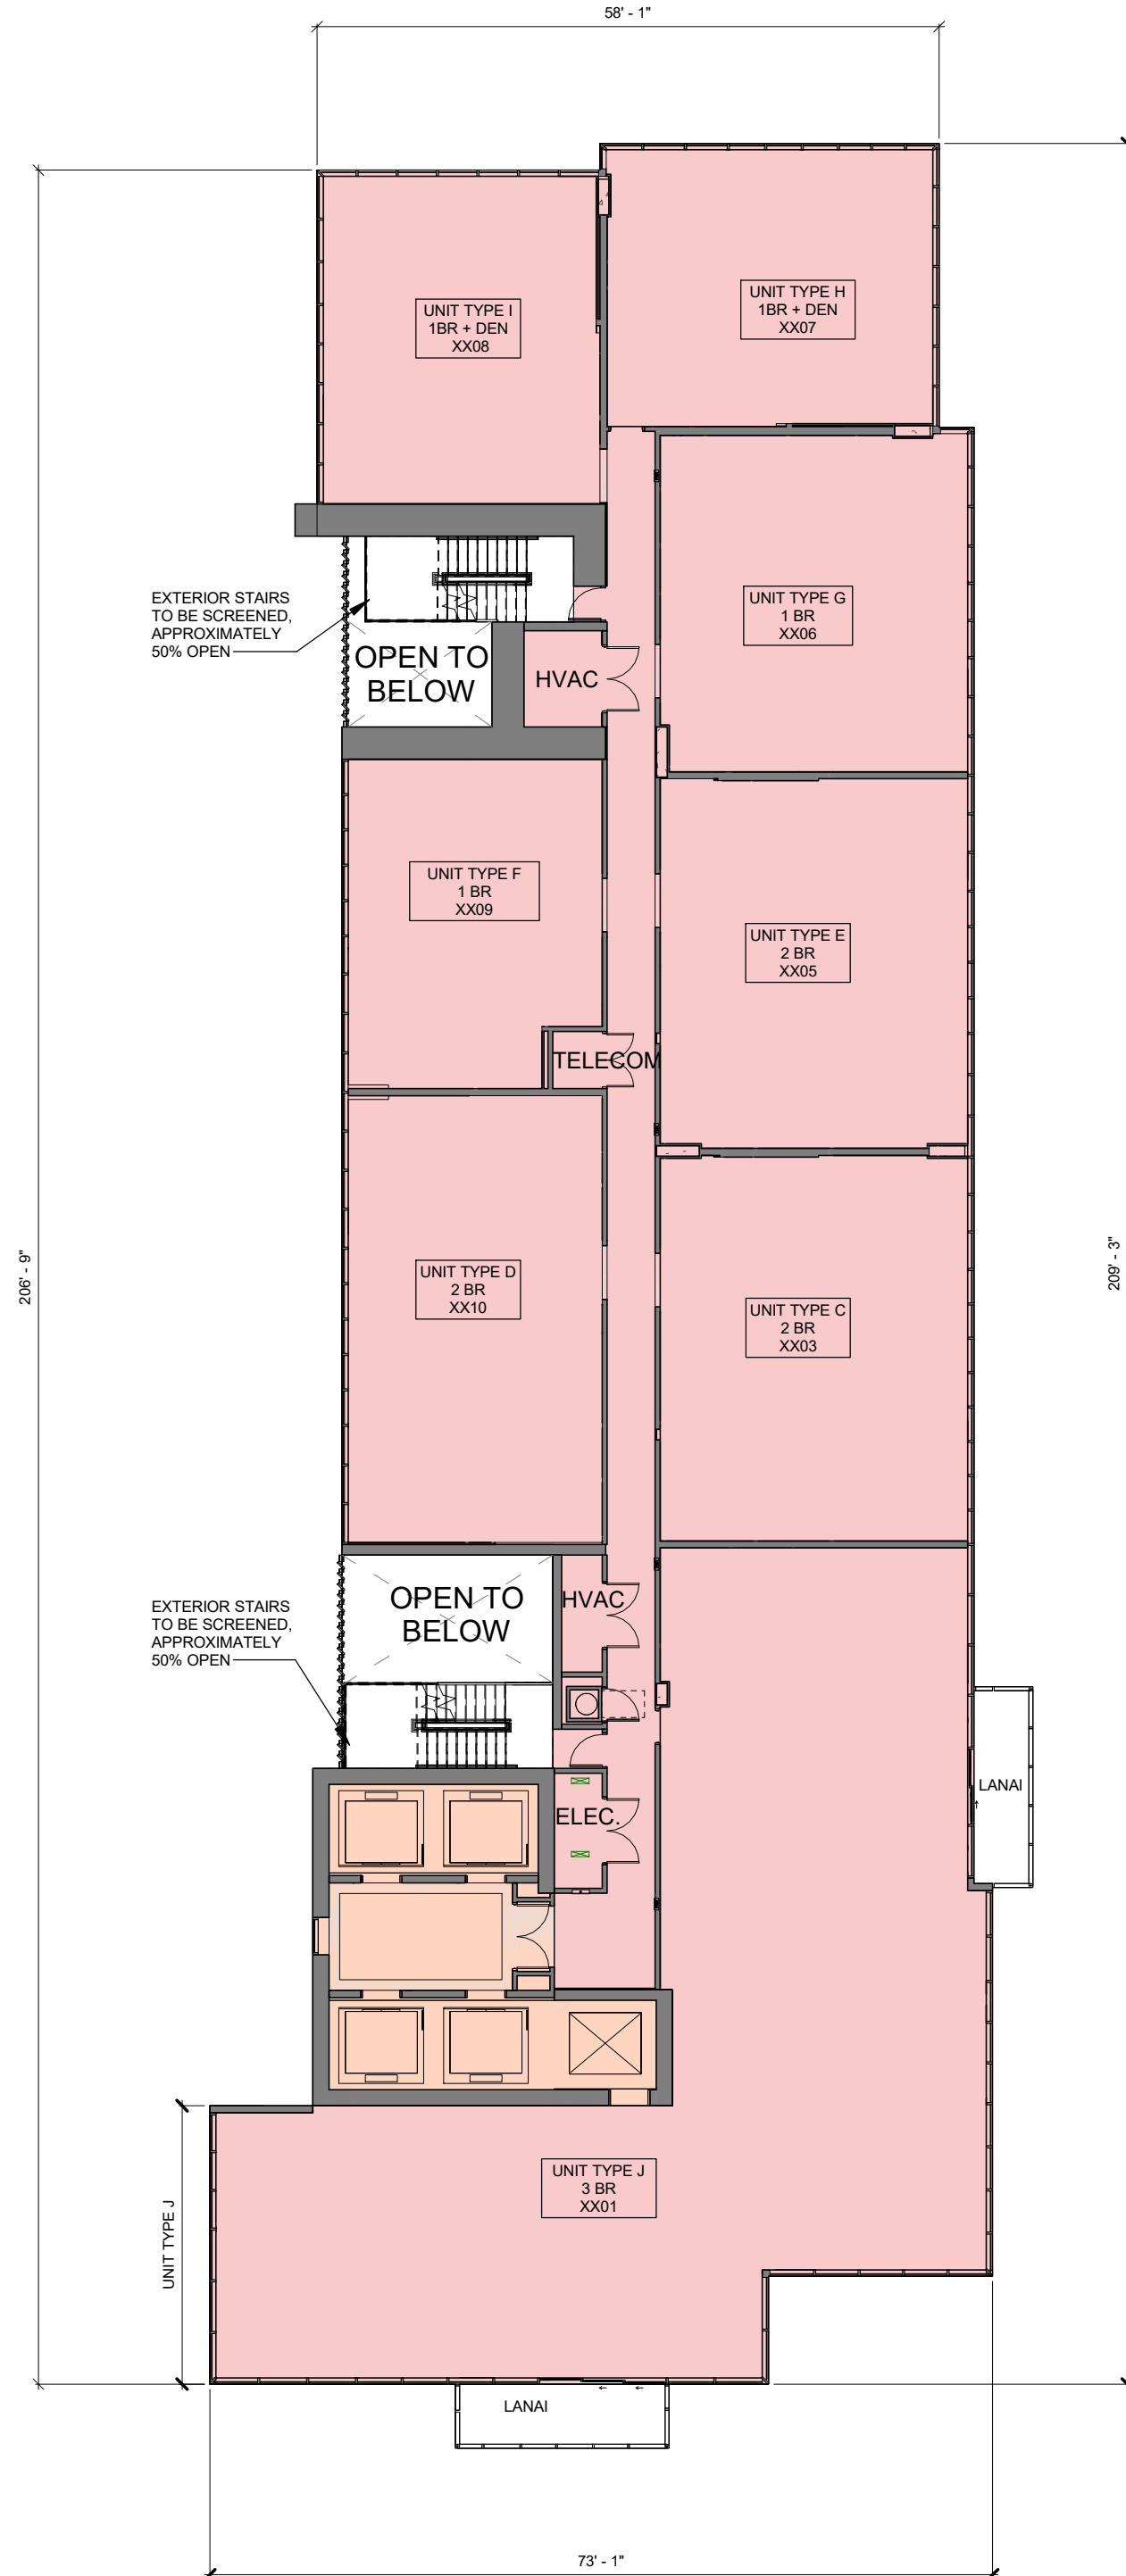 58' - 1"
UNIT TYPE H
1BR + DEN
XX07
UNIT TYPE I
1BR + DEN
XX08
EXTERIOR STAIRS
TO BE SCREENED,
APPROXIMATELY
50% OPEN
UNIT TYPE G
1 BR
XX06
OPEN TO
BELOW
HVAC
UNIT TYPE F
1 BR
XX09
UNIT TYPE E
2 BR
XX05
TELECOM
206' - 9"
209' - 3"
UNIT TYPE D
2 BR
XX10
UNIT TYPE C
2 BR
XX03
EXTERIOR STAIRS
TO BE SCREENED,
APPROXIMATELY
50% OPEN
OPEN TO
BELOW
HVAC
LANAI
ELEC.
UNIT TYPE J
UNIT TYPE J
3 BR
XX01
LANAI
73' - 1"